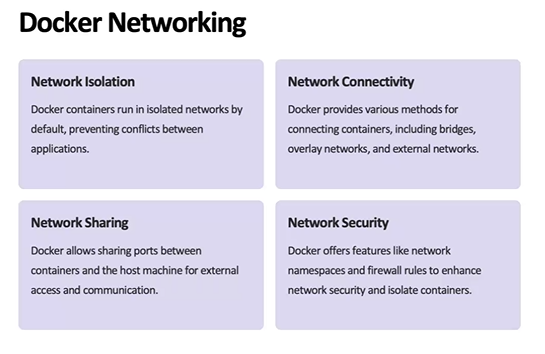 Docker Networking
Network Isolation
Docker containers run in isolated networks by
default, preventing conflicts between
applications.
Network Connectivity
Docker provides various methods for
connecting containers, including bridges,
overlay networks, and external networks.
Network Sharing
Docker allows sharing ports between
containers and the host machine for external
access and communication.
Network Security
Docker offers features like network
namespaces and firewall rules to enhance
network security and isolate containers.